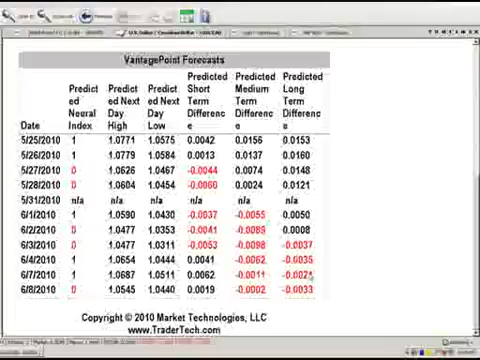 Previous
VantagePoint Forecasts
Date Predicted Neural Index Predicted Next Day High Predicted Next Day Low Predicted Short Term Difference Predicted Medium Term Difference Predicted Long Term Difference
5/25/2010 1 1.0771 1.0575 0.0042 0.0156 0.0153
5/26/2010 1 1.0779 1.0584 0.0013 0.0137 0.0160
5/27/2010 0 1.0626 1.0467 -0.0044 0.0074 0.0148
5/28/2010 0 1.0604 1.0454 -0.0060 0.0024 0.0121
5/31/2010 n/a n/a n/a n/a n/a n/a
6/1/2010 1 1.0590 1.0430 -0.0037 -0.0055 0.0050
6/2/2010 0 1.0477 1.0353 -0.0041 0.0008
6/3/2010 0 1.0477 1.0311 -0.0053 -0.0098 -0.0037
6/4/2010 1 1.0654 1.0444 0.0041 -0.0062 -0.0035
6/7/2010 1 1.0687 1.0511 0.0062 -0.0011
6/8/2010 0 1.0545 1.0440 0.0019 -0.0002 -0.0033
Copyright © 2010 Market Technologies, LLC
www.TraderTech.com